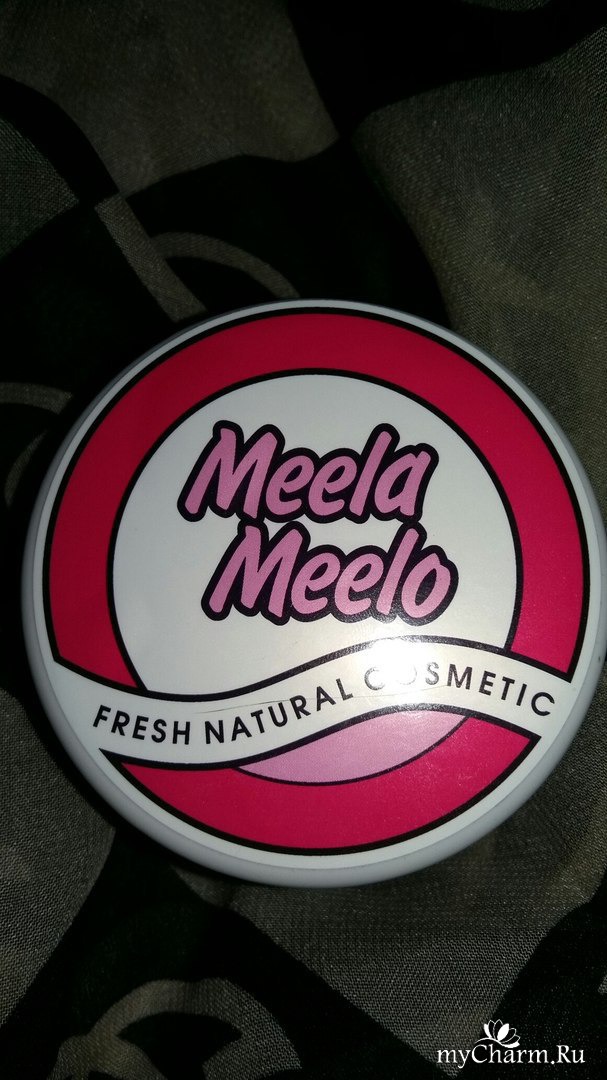 Meela
Meelo
FRESH NATURAL COSMETIC
myCharm.Ru